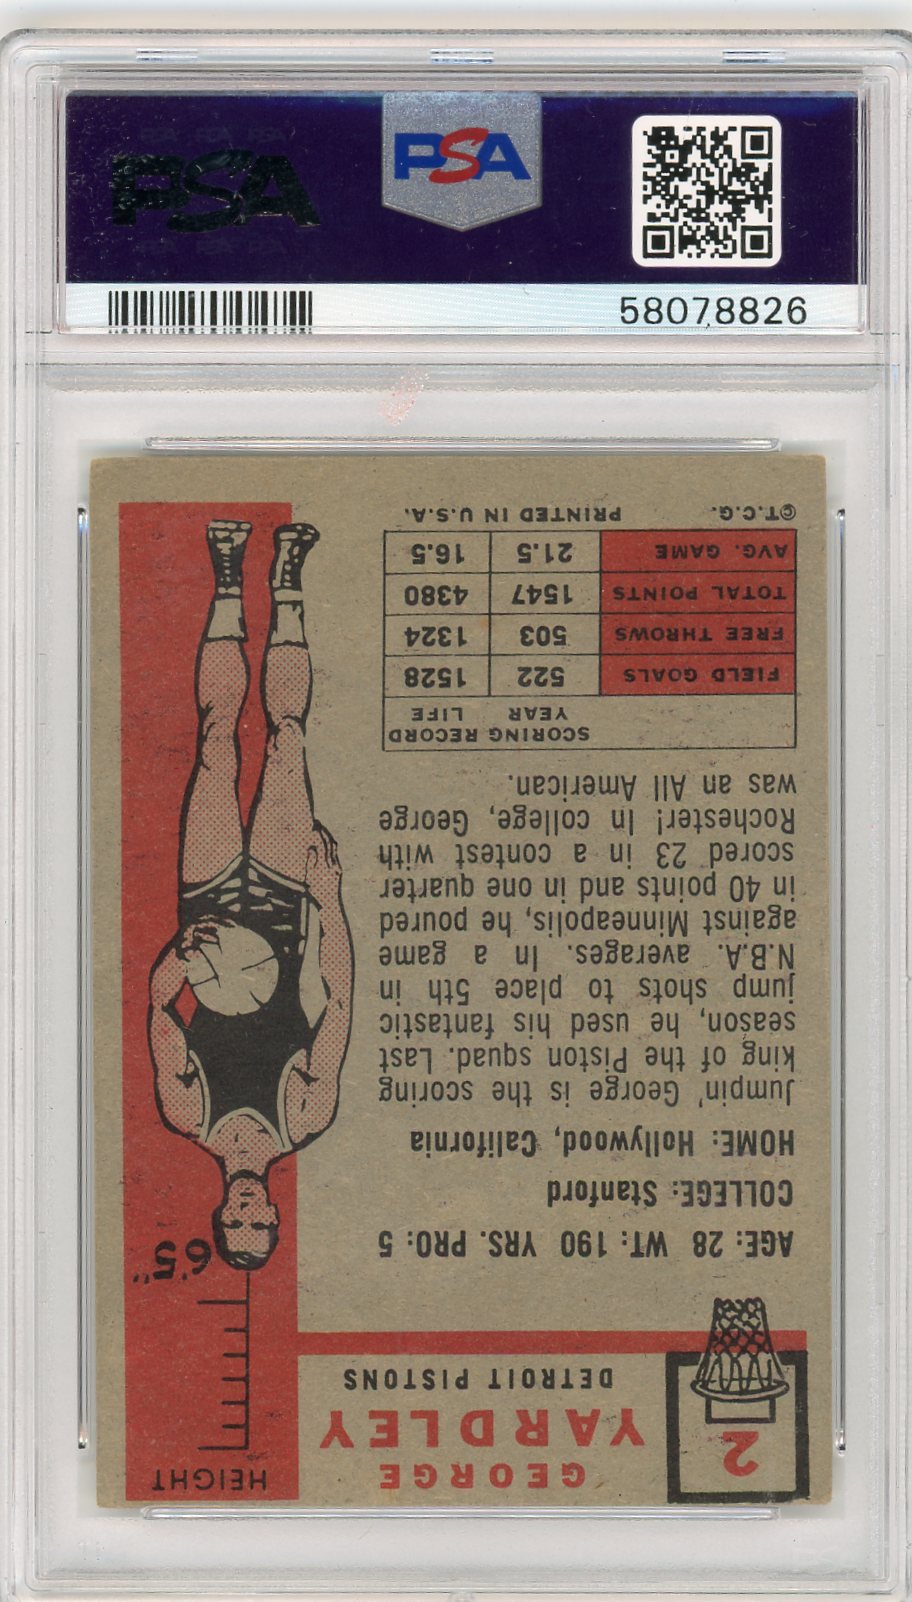 PSA
PSA
58078826
2
GEORGE
YARDLEY
DETROIT PISTONS
HEIGHT
6'5"
AGE: 28 WT: 190 YRS. PRO: 5
COLLEGE: Stanford
HOME: Hollywood, California
Jumpin' George is the scoring
king of the Piston squad. Last
season, he used his fantastic
jump shots to place 5th in
N.B.A. averages. In a game
against Minneapolis, he poured
in 40 points and in one quarter
scored 23 in a contest with
Rochester! In college, George
was an All American.
SCORING RECORD
YEAR LIFE
FIELD GOALS 522 1528
FREE THROWS 503 1324
TOTAL POINTS 1547 4380
AVG. GAME 21.5 16.5
©T.C.G. PRINTED IN U.S.A.